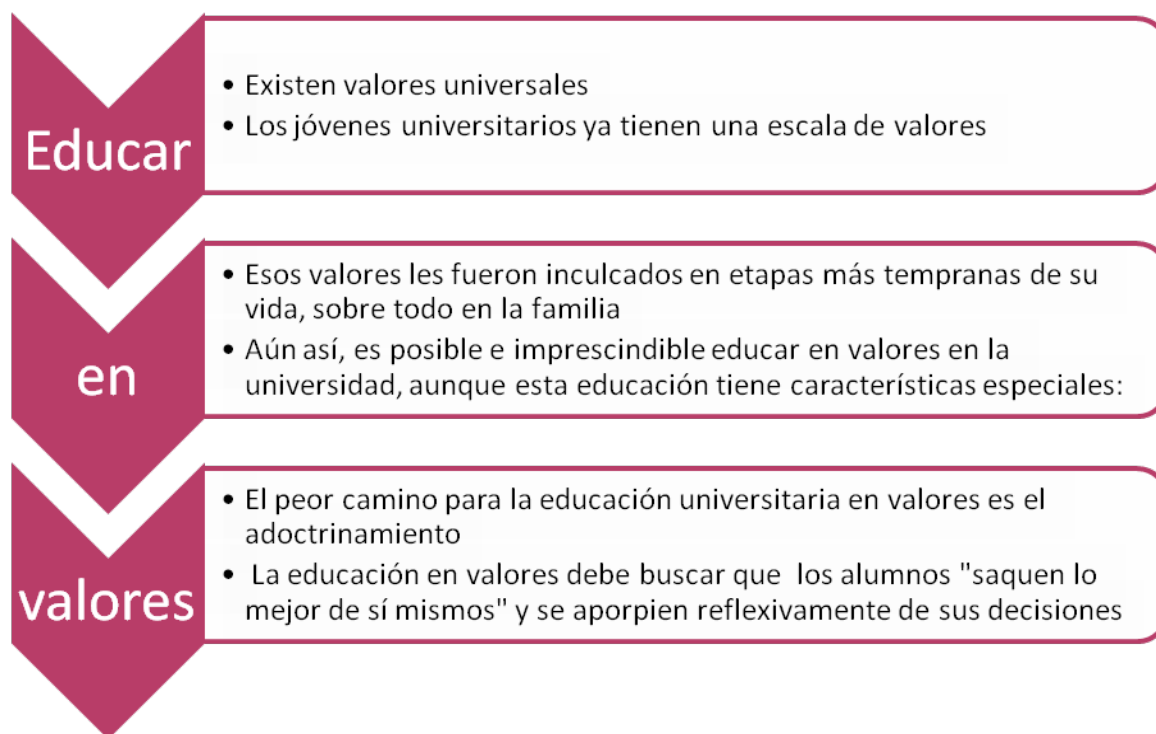 Educar
• Existen valores universales
• Los jóvenes universitarios ya tienen una escala de valores
en
• Esos valores les fueron inculcados en etapas más tempranas de su
vida, sobre todo en la familia
• Aún así, es posible e imprescindible educar en valores en la
universidad, aunque esta educación tiene características especiales:
valores
• El peor camino para la educación universitaria en valores es el
adoctrinamiento
• La educación en valores debe buscar que los alumnos "saquen lo
mejor de sí mismos" y se aporpien reflexivamente de sus decisiones